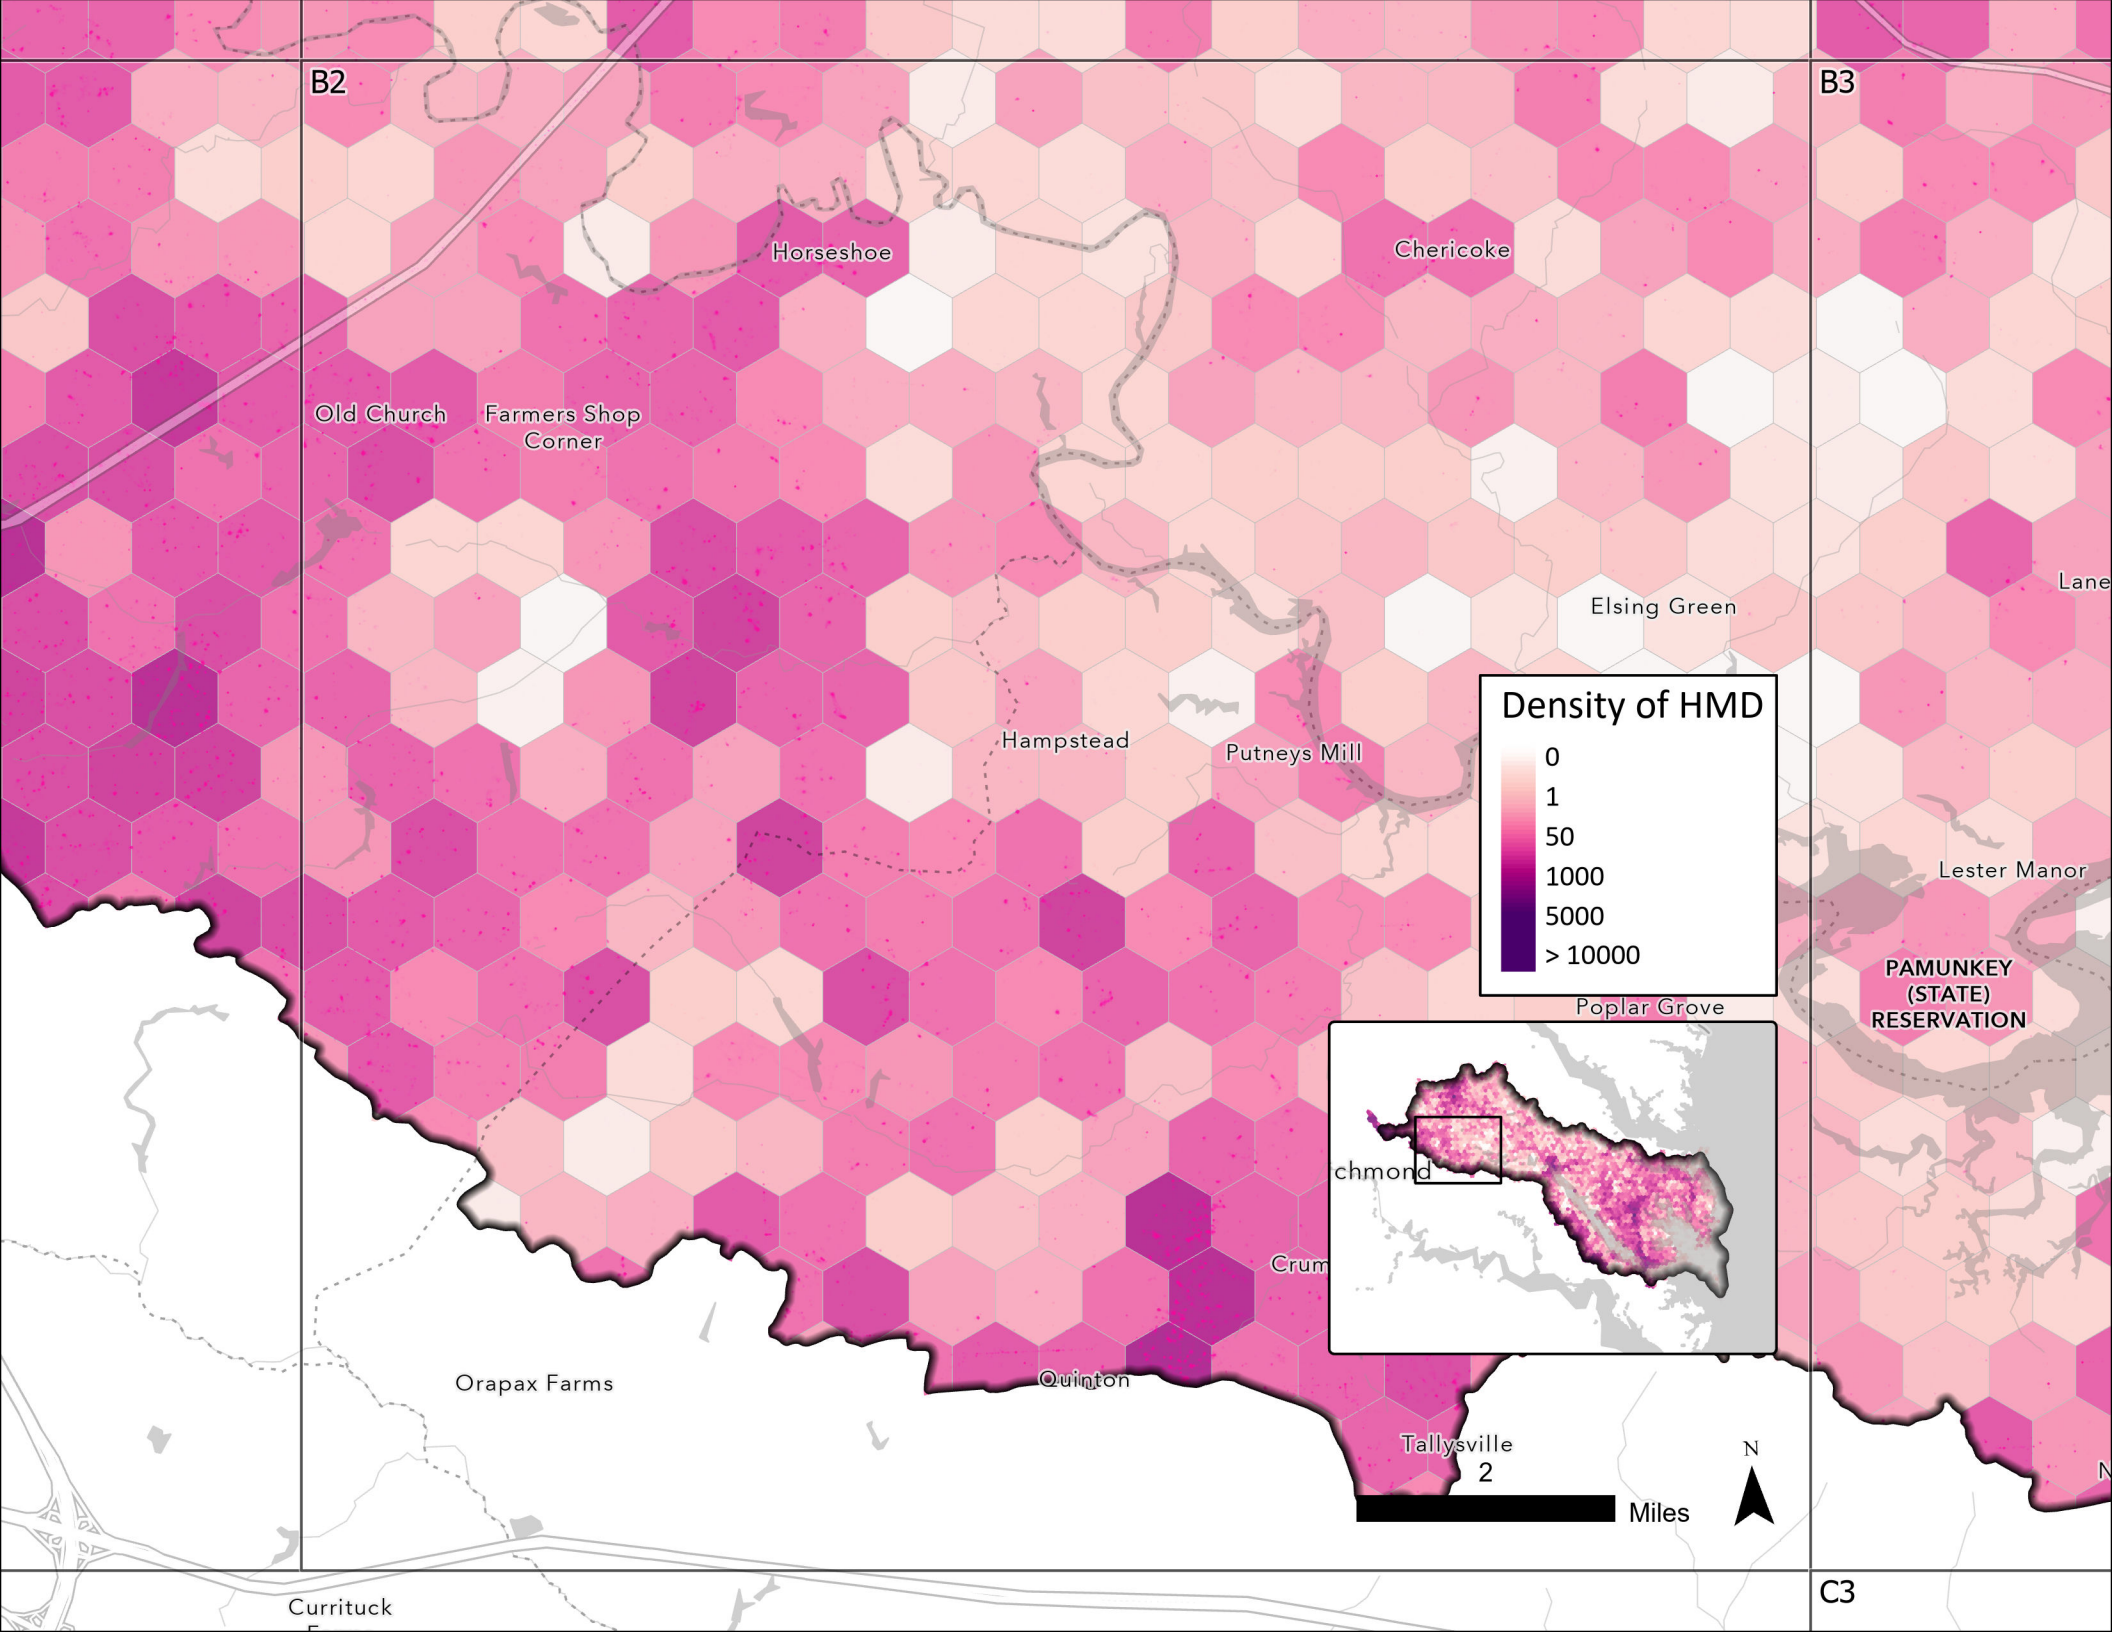 B2
B3
Horseshoe
Chericoke
Old Church
Farmers Shop
Corner
Lane
Elsing Green
Density of HMD
0
1
50
1000
5000
> 10000
Hampstead
Putneys Mill
Lester Manor
PAMUNKEY
(STATE)
RESERVATION
Poplar Grove
chmond
Crum
Quinton
Orapax Farms
Tallysville
2
Miles
N
N
C3
Currituck